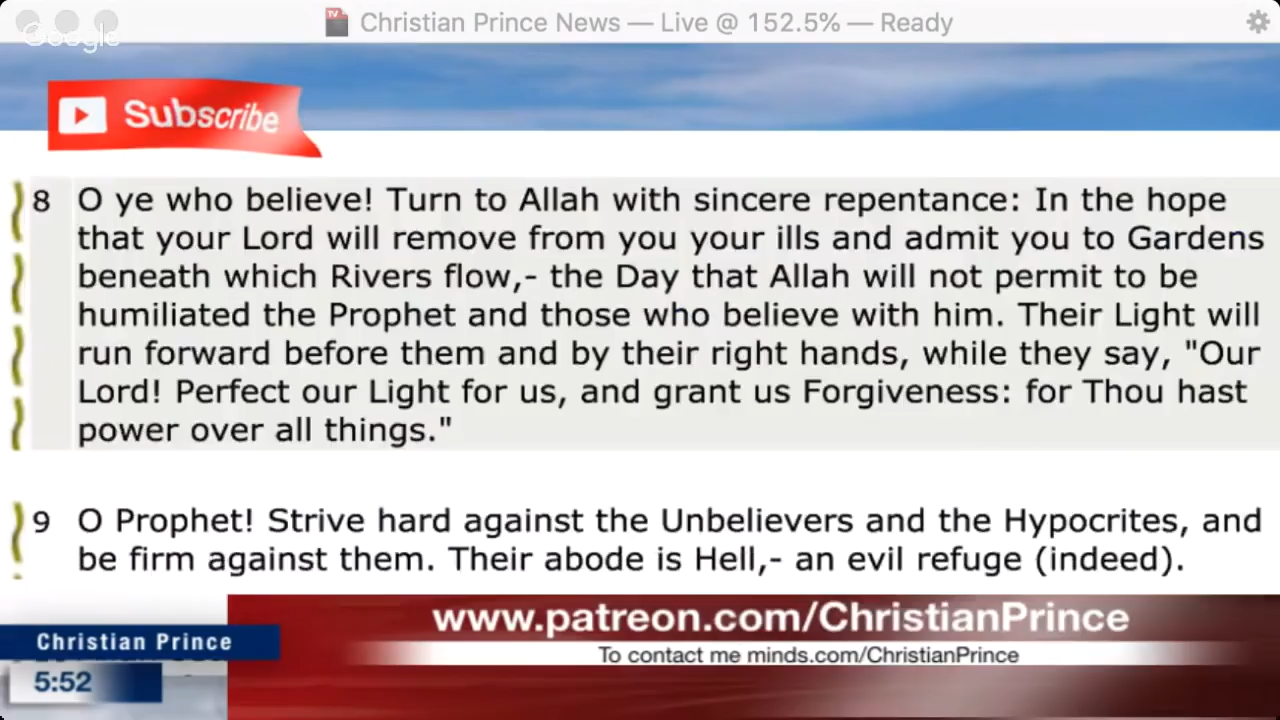 Christian Prince News — Live @ 152.5% — Ready
Google
Subscribe
8 O ye who believe! Turn to Allah with sincere repentance: In the hope
that your Lord will remove from you your ills and admit you to Gardens
beneath which Rivers flow,- the Day that Allah will not permit to be
humiliated the Prophet and those who believe with him. Their Light will
run forward before them and by their right hands, while they say, "Our
Lord! Perfect our Light for us, and grant us Forgiveness: for Thou hast
power over all things."
9 O Prophet! Strive hard against the Unbelievers and the Hypocrites, and
be firm against them. Their abode is Hell,- an evil refuge (indeed).
www.patreon.com/ChristianPrince
To contact me minds.com/ChristianPrince
Christian Prince
5:52